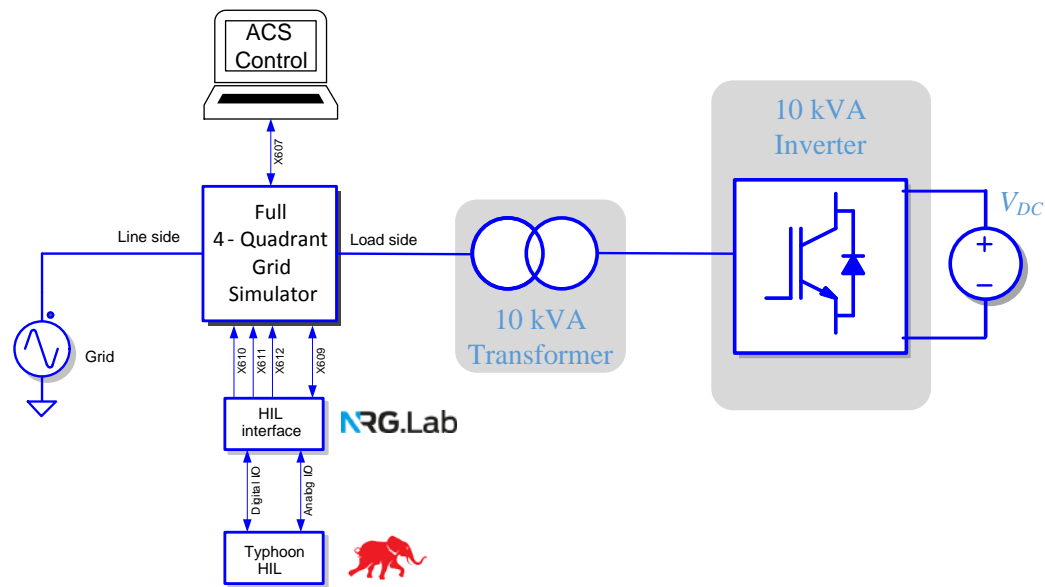 ACS
Control
X607
10 kVA
Inverter
Full
4 - Quadrant
Grid
Simulator
Line side
Load side
V_DC
+
−
10 kVA
Transformer
Grid
X610
X611
X612
X609
HIL
interface
NRG.Lab
Digital IO
Analog IO
Typhoon
HIL